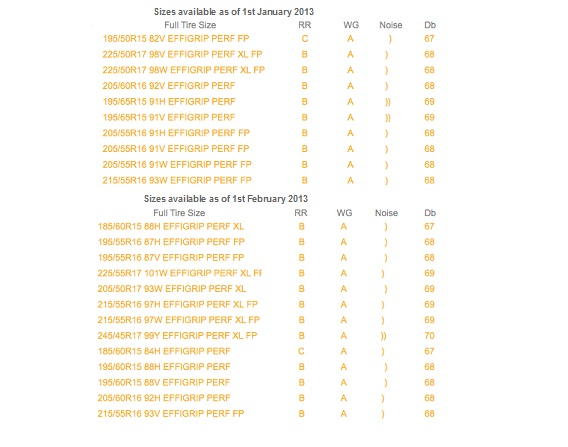 Sizes available as of 1st January 2013
Full Tire Size RR WG Noise Db
195/50R15 82V EFFIGRIP PERF FP C A ) 67
225/50R17 98V EFFIGRIP PERF XL FP B A ) 68
225/50R17 98W EFFIGRIP PERF XL FP B A ) 68
205/60R16 92V EFFIGRIP PERF B A ) 68
195/65R15 91H EFFIGRIP PERF B A )) 69
195/65R15 91V EFFIGRIP PERF B A )) 69
205/55R16 91H EFFIGRIP PERF FP B A ) 68
205/55R16 91V EFFIGRIP PERF FP B A ) 68
205/55R16 91W EFFIGRIP PERF FP B A ) 68
215/55R16 93W EFFIGRIP PERF FP B A ) 68
Sizes available as of 1st February 2013
Full Tire Size RR WG Noise Db
185/60R15 88H EFFIGRIP PERF XL B A ) 67
195/55R16 87H EFFIGRIP PERF FP B A ) 68
195/55R16 87V EFFIGRIP PERF FP B A ) 68
225/55R17 101W EFFIGRIP PERF XL FF B A ) 69
205/50R17 93W EFFIGRIP PERF XL B A ) 69
215/55R16 97H EFFIGRIP PERF XL FP B A ) 69
215/55R16 97W EFFIGRIP PERF XL FP B A ) 69
245/45R17 99Y EFFIGRIP PERF XL FP B A )) 70
185/60R15 84H EFFIGRIP PERF C A ) 67
195/60R15 88H EFFIGRIP PERF B A ) 68
195/60R15 88V EFFIGRIP PERF B A ) 68
205/60R16 92H EFFIGRIP PERF B A ) 68
215/55R16 93V EFFIGRIP PERF FP B A ) 68